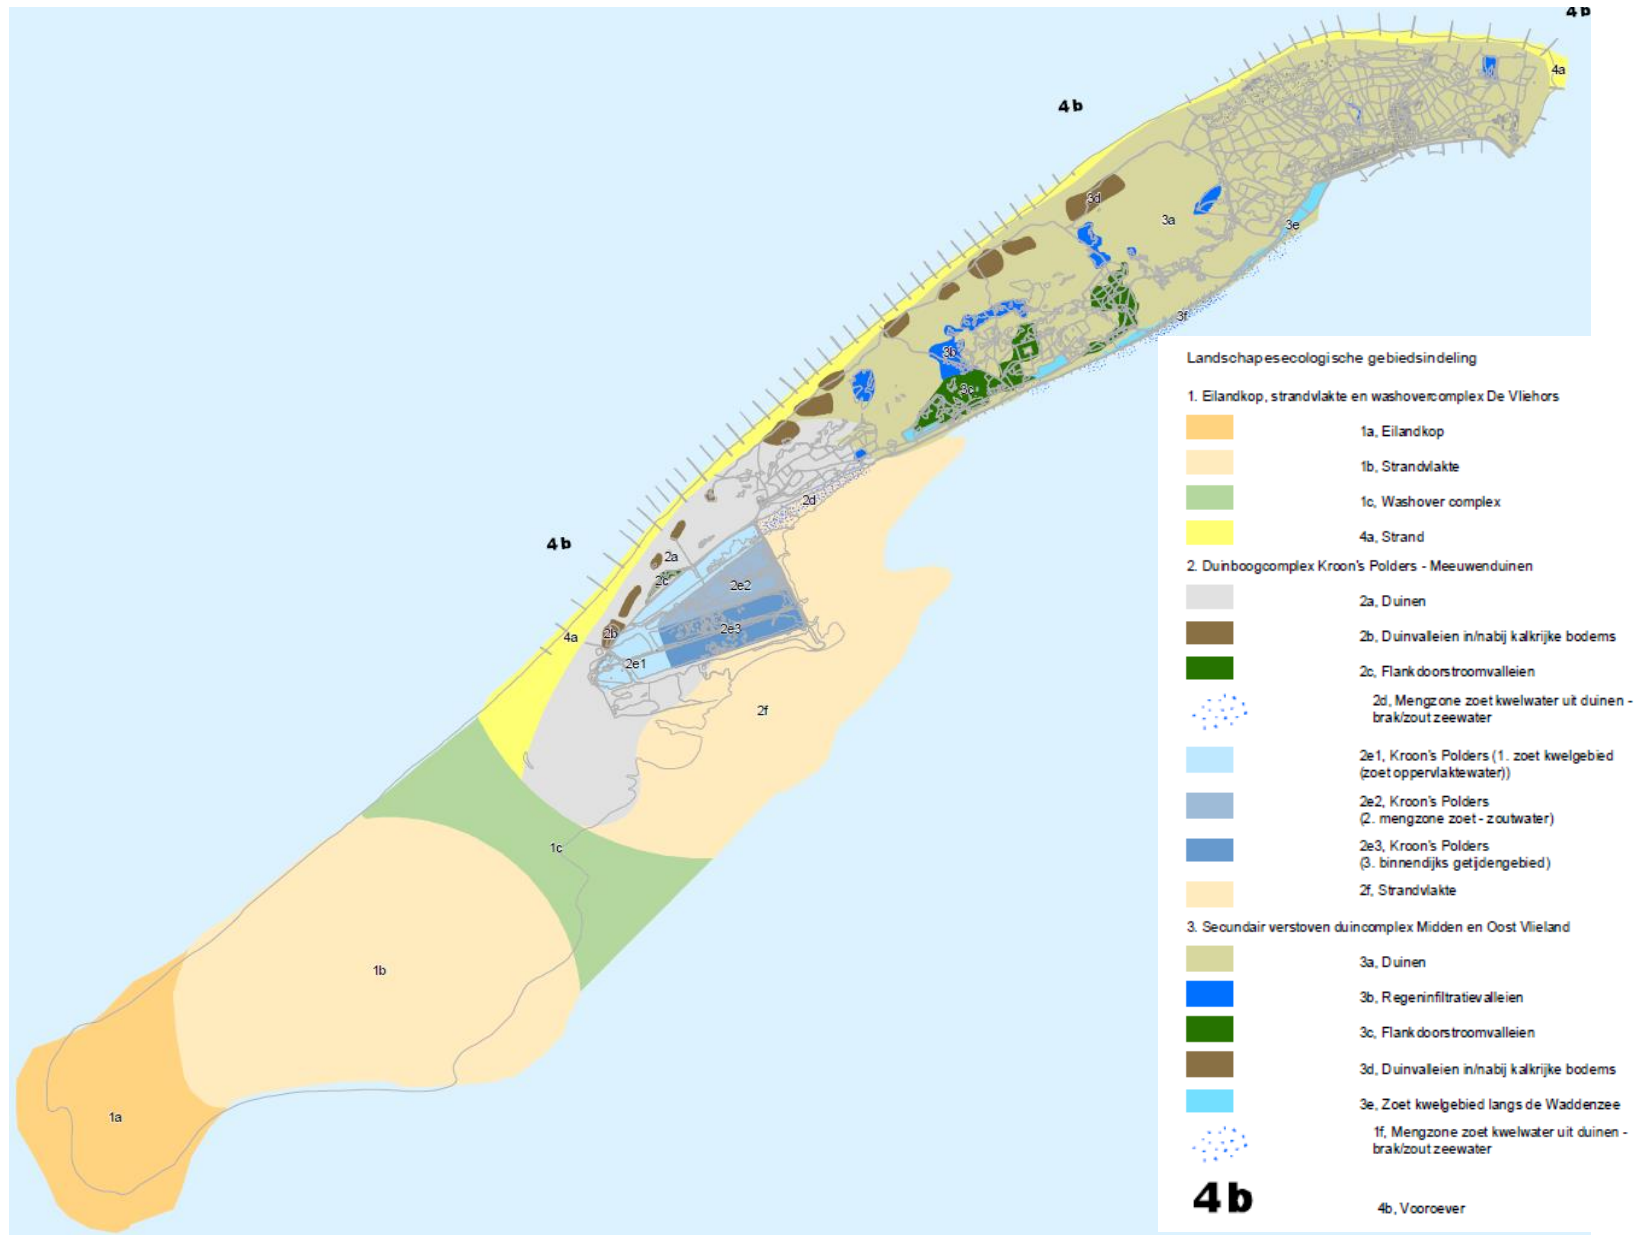 4b
4a
4b
3d
3a
3e
3f
3b
3c
2d
4b
2a
2c
2e2
2b
2e3
4a
2e1
2f
1c
1b
1a
Landschapesecologische gebiedsindeling
1. Eilandkop, strandvlakte en washovercomplex De Vliehors
1a, Eilandkop
1b, Strandvlakte
1c, Washover complex
4a, Strand
2. Duinboogcomplex Kroon's Polders - Meeuwenduinen
2a, Duinen
2b, Duinvalleien in/nabij kalkrijke bodems
2c, Flankdoorstroomvalleien
2d, Mengzone zoet kwelwater uit duinen -
brak/zout zeewater
2e1, Kroon's Polders (1. zoet kwelgebied
(zoet oppervlaktewater))
2e2, Kroon's Polders
(2. mengzone zoet - zoutwater)
2e3, Kroon's Polders
(3. binnendijks getijdengebied)
2f, Strandvlakte
3. Secundair verstoven duincomplex Midden en Oost Vlieland
3a, Duinen
3b, Regeninfiltratievalleien
3c, Flankdoorstroomvalleien
3d, Duinvalleien in/nabij kalkrijke bodems
3e, Zoet kwelgebied langs de Waddenzee
1f, Mengzone zoet kwelwater uit duinen -
brak/zout zeewater
4b
4b, Vooroever